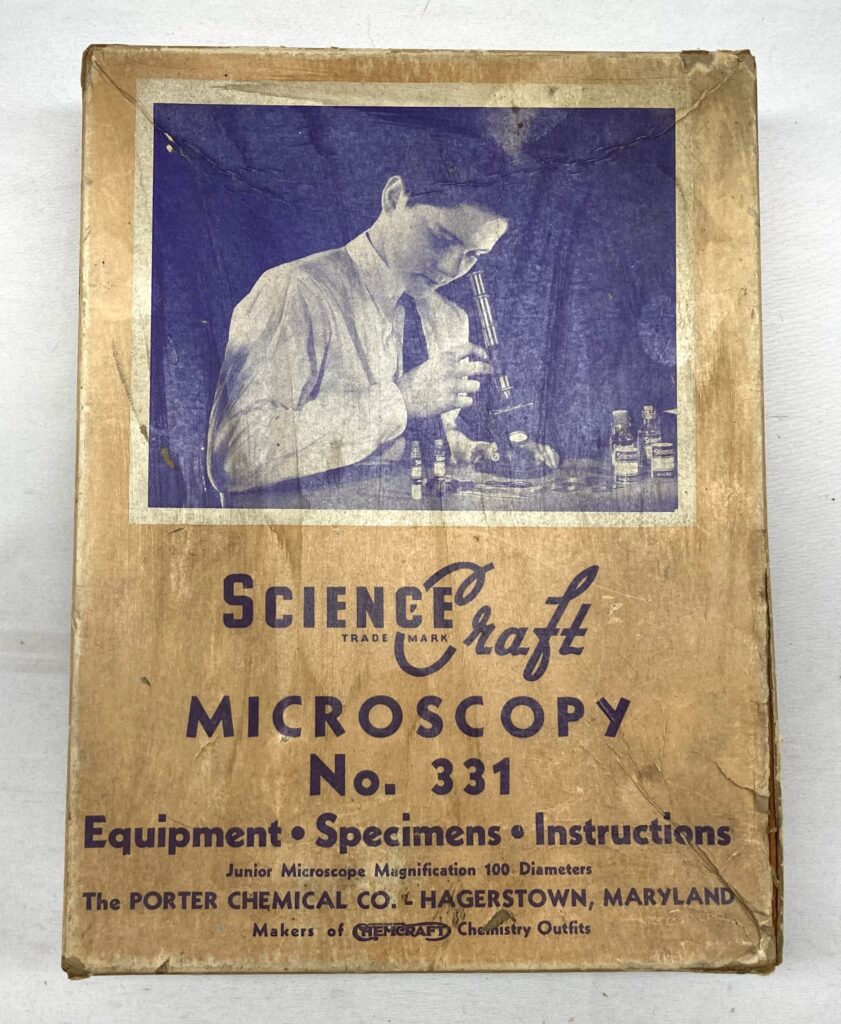 SCIENCE Craft
TRADE MARK
MICROSCOPY
No. 331
Equipment • Specimens • Instructions
Junior Microscope Magnification 100 Diameters
The PORTER CHEMICAL CO. - HAGERSTOWN, MARYLAND
Makers of CHEMCRAFT Chemistry Outfits